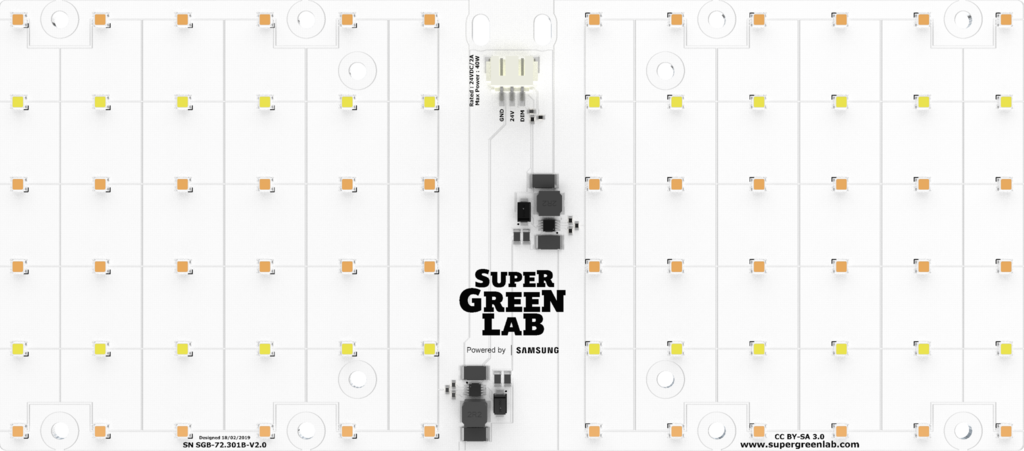 Rated : 24VDC/2A
Max Power : 40W
GND
24V
DIM
SUPER
GREEN
LAB
Powered by | SAMSUNG
Designed 18/02/2019
SN SGB-72.301B-V2.0
CC BY-SA 3.0
www.supergreenlab.com